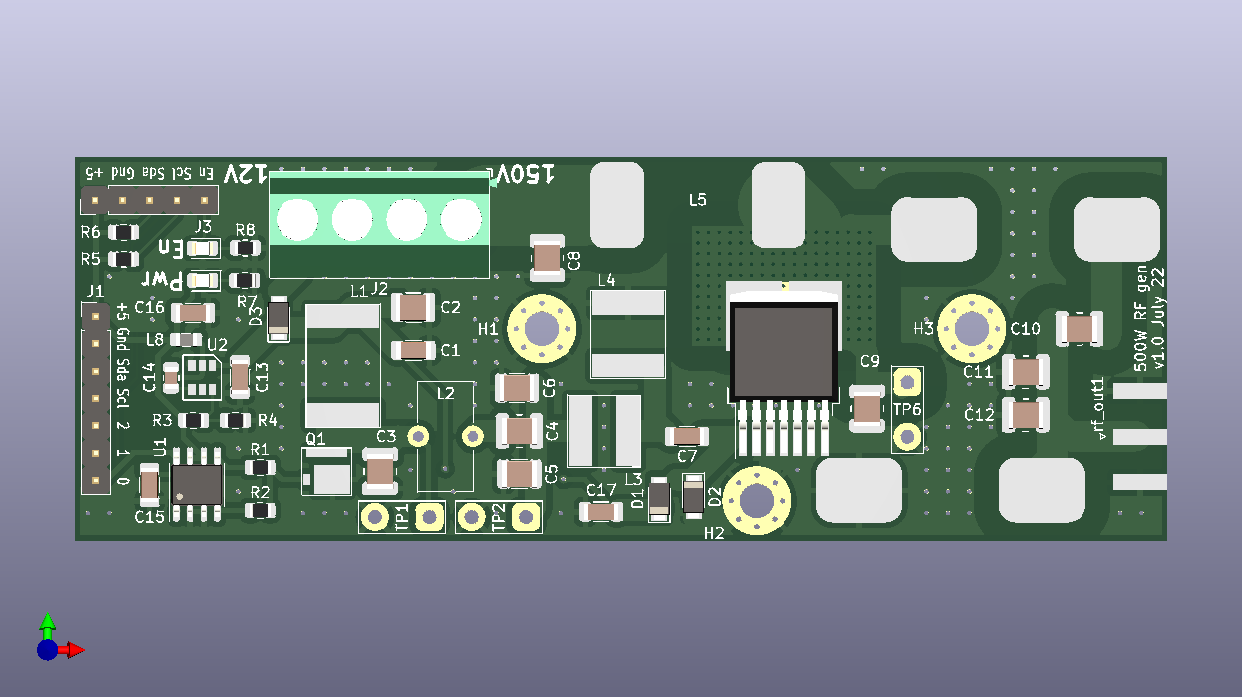 +5 Gnd Sda Scl En
12V
150V
J3
R6
R5
En
R8
Pwr
R7
J1
+5 Gnd Sda Scl 2 1 0
C16
L8
U2
D3
L1
J2
C2
C1
C14
C13
R3
R4
U1
R1
R2
C15
Q1
C3
L2
TP1
TP2
H1
C8
L4
L5
C6
C4
C5
L3
C17
D1
D2
C7
H2
C9
TP6
H3
C10
C11
C12
rf_out1
500W RF gen
v1.0 July 22